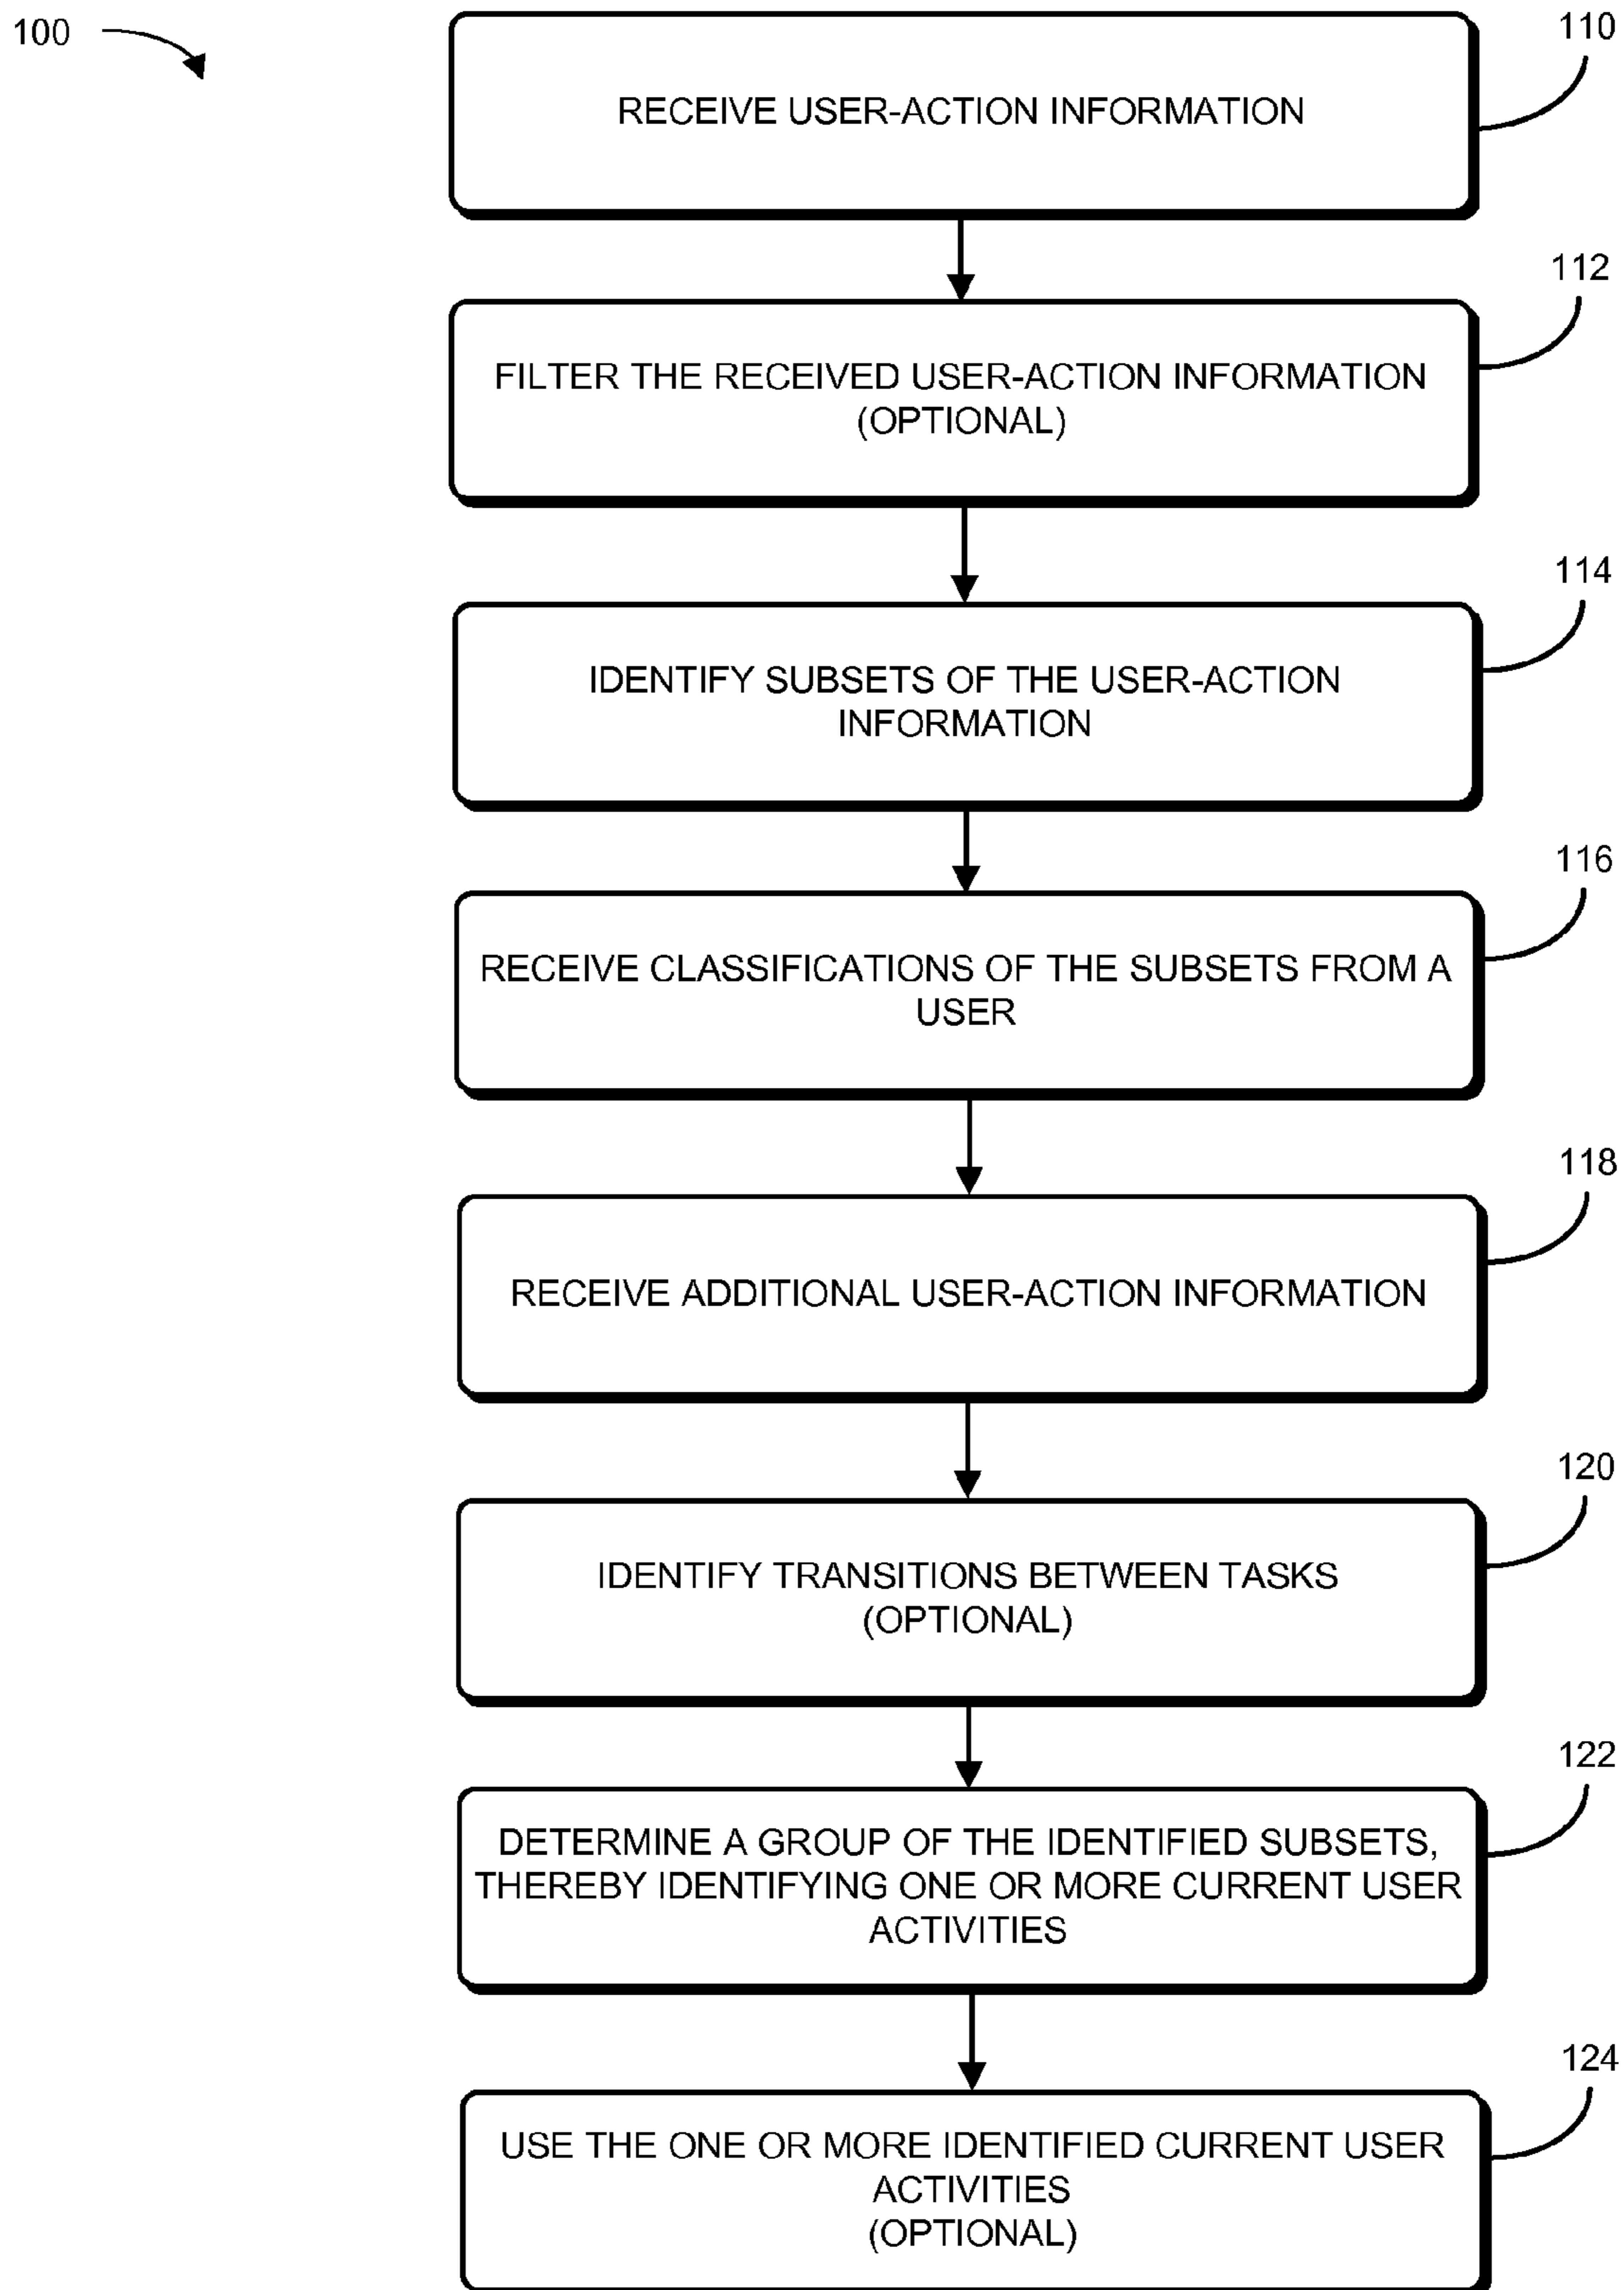 100
110
RECEIVE USER-ACTION INFORMATION
112
FILTER THE RECEIVED USER-ACTION INFORMATION
(OPTIONAL)
114
IDENTIFY SUBSETS OF THE USER-ACTION
INFORMATION
116
RECEIVE CLASSIFICATIONS OF THE SUBSETS FROM A
USER
118
RECEIVE ADDITIONAL USER-ACTION INFORMATION
120
IDENTIFY TRANSITIONS BETWEEN TASKS
(OPTIONAL)
122
DETERMINE A GROUP OF THE IDENTIFIED SUBSETS,
THEREBY IDENTIFYING ONE OR MORE CURRENT USER
ACTIVITIES
124
USE THE ONE OR MORE IDENTIFIED CURRENT USER
ACTIVITIES
(OPTIONAL)